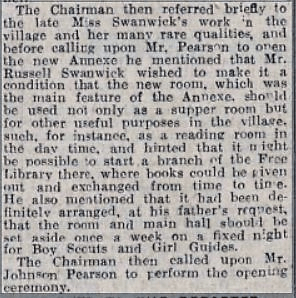 The Chairman then referred briefly to
the late Miss Swanwick's work 'n the
village and her many rare qualities, and
before calling upon Mr. Pearson to open
the new Annexe he mentioned that Mr.
Russell Swanwick wished to make it a
condition that the new room, which was
the main feature of the Annexe, should
be used not only as a supper room but
for other useful purposes in the village,
such, for instance, as a reading room in
the day time, and hinted that it might
be possible to start a branch of the Free
Library there, where books could be given
out and exchanged from time to time.
He also mentioned that it had been de-
finitely arranged, at his father's request,
that the room and main hall should be
set aside once a week on a fixed night
for Boy Scouts and Girl Guides.
The Chairman then called upon Mr.
Johnson Pearson to perform the opening
ceremony.